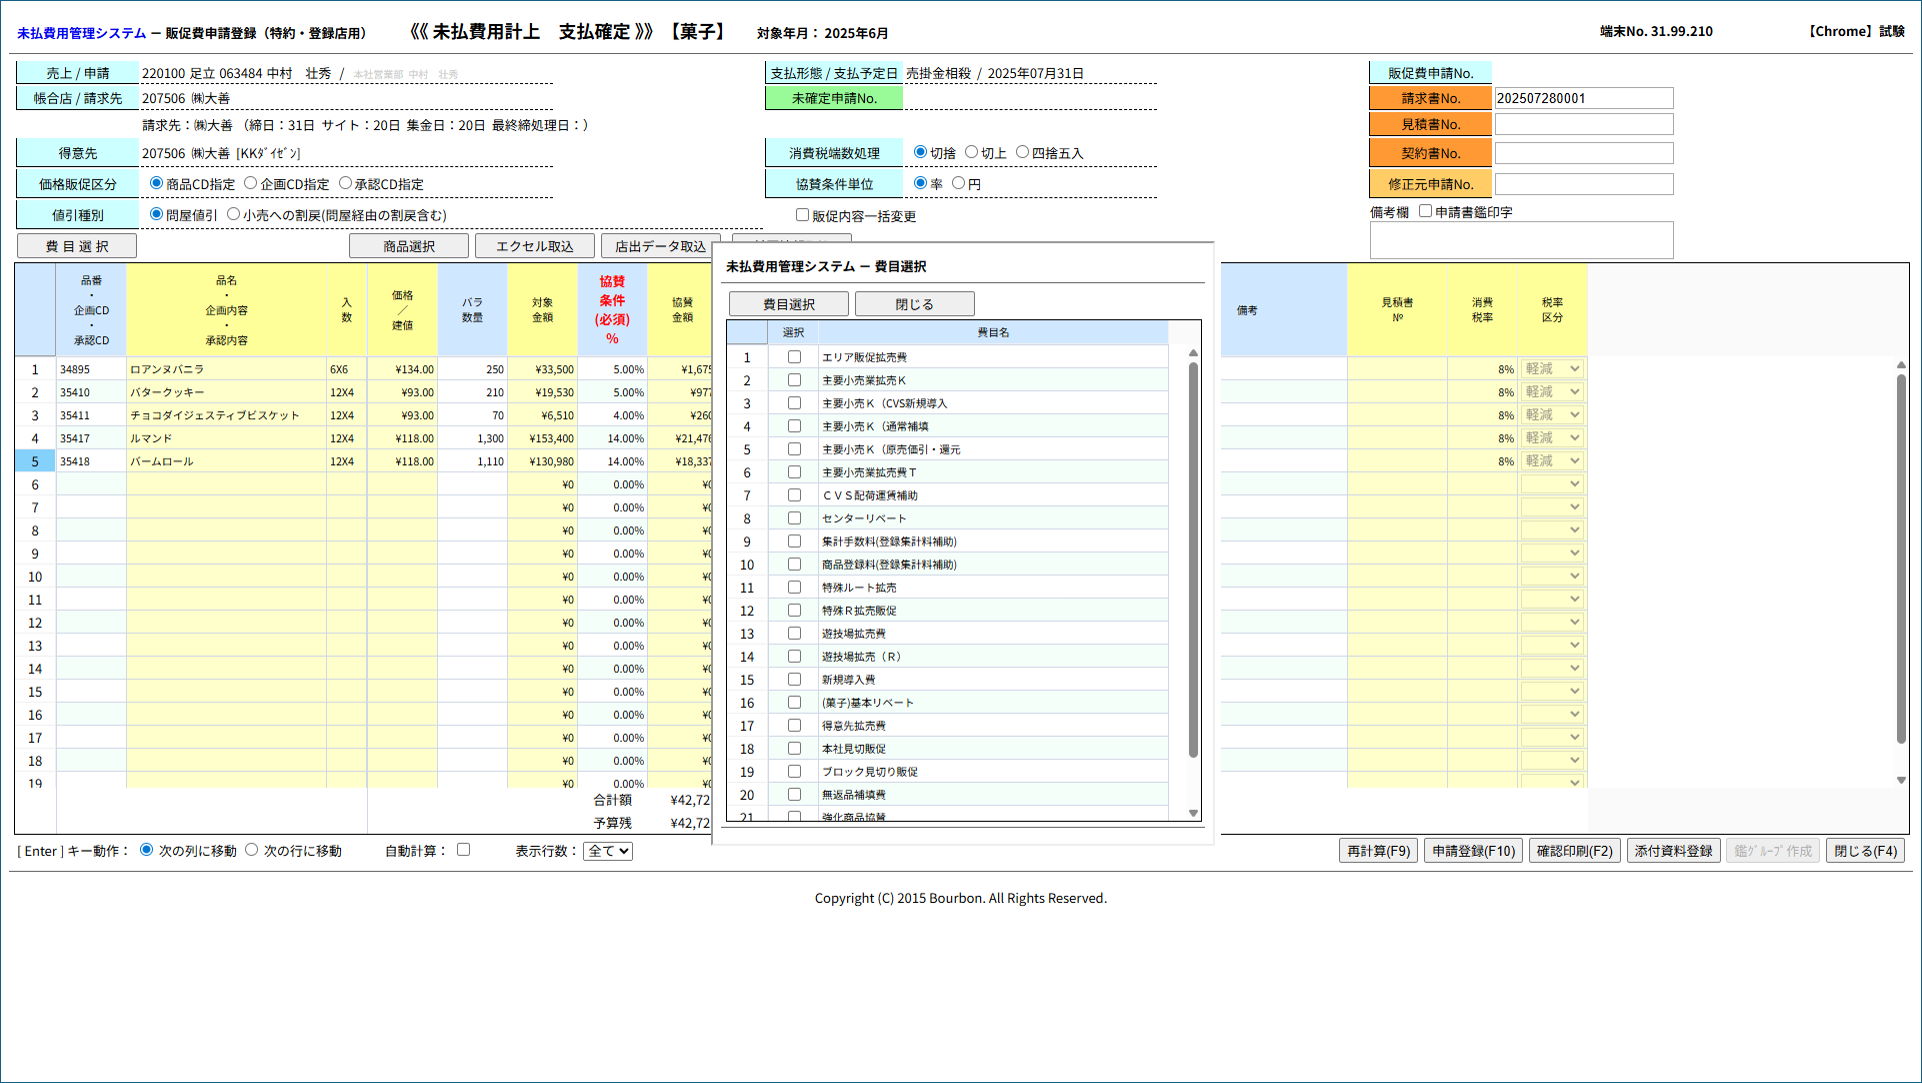 未払費用管理システム － 販促費申請登録（特約・登録店用）　《《 未払費用計上　支払確定 》》　【菓子】　対象年月： 2025年6月　端末No. 31.99.210　【Chrome】試験
売上 / 申請　220100 足立 063484 中村　壮秀 / 本社営業部 中村　壮秀　支払形態 / 支払予定日　売掛金相殺 / 2025年07月31日　販促費申請No.
帳合店 / 請求先　207506 ㈱大善　未確定申請No.　請求書No.　202507280001
請求先：㈱大善 （締日：31日 サイト：20日 集金日：20日 最終締処理日：）　見積書No.
得意先　207506 ㈱大善 [KKﾀﾞｲｾﾞﾝ]　消費税端数処理　切捨　切上　四捨五入　契約書No.
価格販促区分　商品CD指定　企画CD指定　承認CD指定　協賛条件単位　率　円　修正元申請No.
値引種別　問屋値引　小売への割戻(問屋経由の割戻含む)　販促内容一括変更　備考欄　申請書鑑印字
費 目 選 択　商品選択　エクセル取込　店出データ取込
品番・企画CD・承認CD　品名・企画内容・承認内容　入数　価格／建値　バラ数量　対象金額　協賛条件(必須)%　協賛金額　備考　見積書№　消費税率　税率区分
1　34895　ロアンヌバニラ　6X6　¥134.00　250　¥33,500　5.00%　¥1,675　8%　軽減
2　35410　バタークッキー　12X4　¥93.00　210　¥19,530　5.00%　¥977　8%　軽減
3　35411　チョコダイジェスティブビスケット　12X4　¥93.00　70　¥6,510　4.00%　¥260　8%　軽減
4　35417　ルマンド　12X4　¥118.00　1,300　¥153,400　14.00%　¥21,476　8%　軽減
5　35418　バームロール　12X4　¥118.00　1,110　¥130,980　14.00%　¥18,337　8%　軽減
6　¥0　0.00%　¥0
7　¥0　0.00%　¥0
8　¥0　0.00%　¥0
9　¥0　0.00%　¥0
10　¥0　0.00%　¥0
11　¥0　0.00%　¥0
12　¥0　0.00%　¥0
13　¥0　0.00%　¥0
14　¥0　0.00%　¥0
15　¥0　0.00%　¥0
16　¥0　0.00%　¥0
17　¥0　0.00%　¥0
18　¥0　0.00%　¥0
19　¥0　0.00%　¥0
合計額　¥42,72
予算残　¥42,72
未払費用管理システム － 費目選択
費目選択　閉じる
選択　費目名
1　エリア販促拡売費
2　主要小売業拡売Ｋ
3　主要小売Ｋ（CVS新規導入
4　主要小売Ｋ（通常補填
5　主要小売Ｋ（原売価引・還元
6　主要小売業拡売費Ｔ
7　ＣＶＳ配荷運賃補助
8　センターリベート
9　集計手数料(登録集計料補助)
10　商品登録料(登録集計料補助)
11　特殊ルート拡売
12　特殊Ｒ拡売販促
13　遊技場拡売費
14　遊技場拡売（Ｒ）
15　新規導入費
16　(菓子)基本リベート
17　得意先拡売費
18　本社見切販促
19　ブロック見切り販促
20　無返品補填費
21　強化商品協賛
[ Enter ] キー動作：　次の列に移動　次の行に移動　自動計算：　表示行数：　全て　再計算(F9)　申請登録(F10)　確認印刷(F2)　添付資料登録　鑑ｸﾞﾙｰﾌﾟ作成　閉じる(F4)
Copyright (C) 2015 Bourbon. All Rights Reserved.